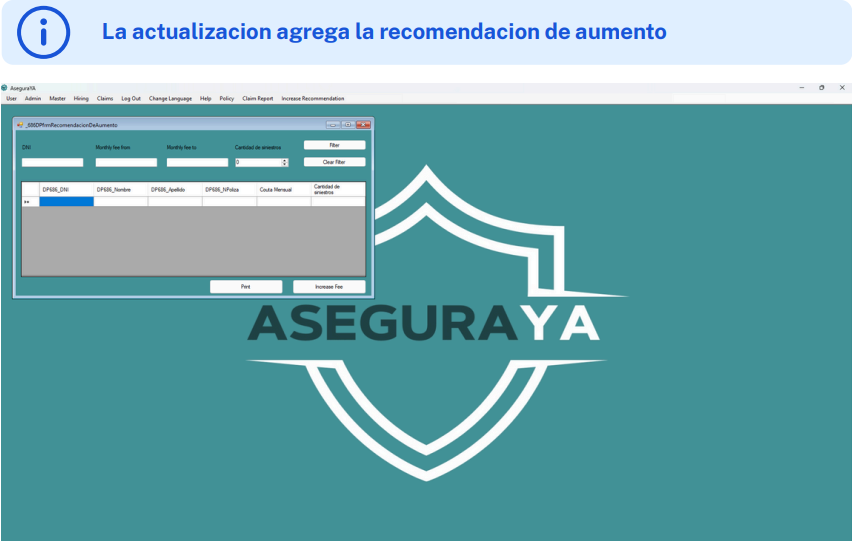 La actualizacion agrega la recomendacion de aumento
AseguraYA
User Admin Master Hiring Claims Log Out Change Language Help Policy Claim Report Increase Recommendation
_686DPfrmRecomendacionDeAumento
DNI Monthly fee from Monthly fee to Cantidad de siniestros Filter
0 Clear Filter
DP686_DNI DP686_Nombre DP686_Apellido DP686_NPoliza Couta Mensual Cantidad de
siniestros
Print Increase Fee
ASEGURAYA